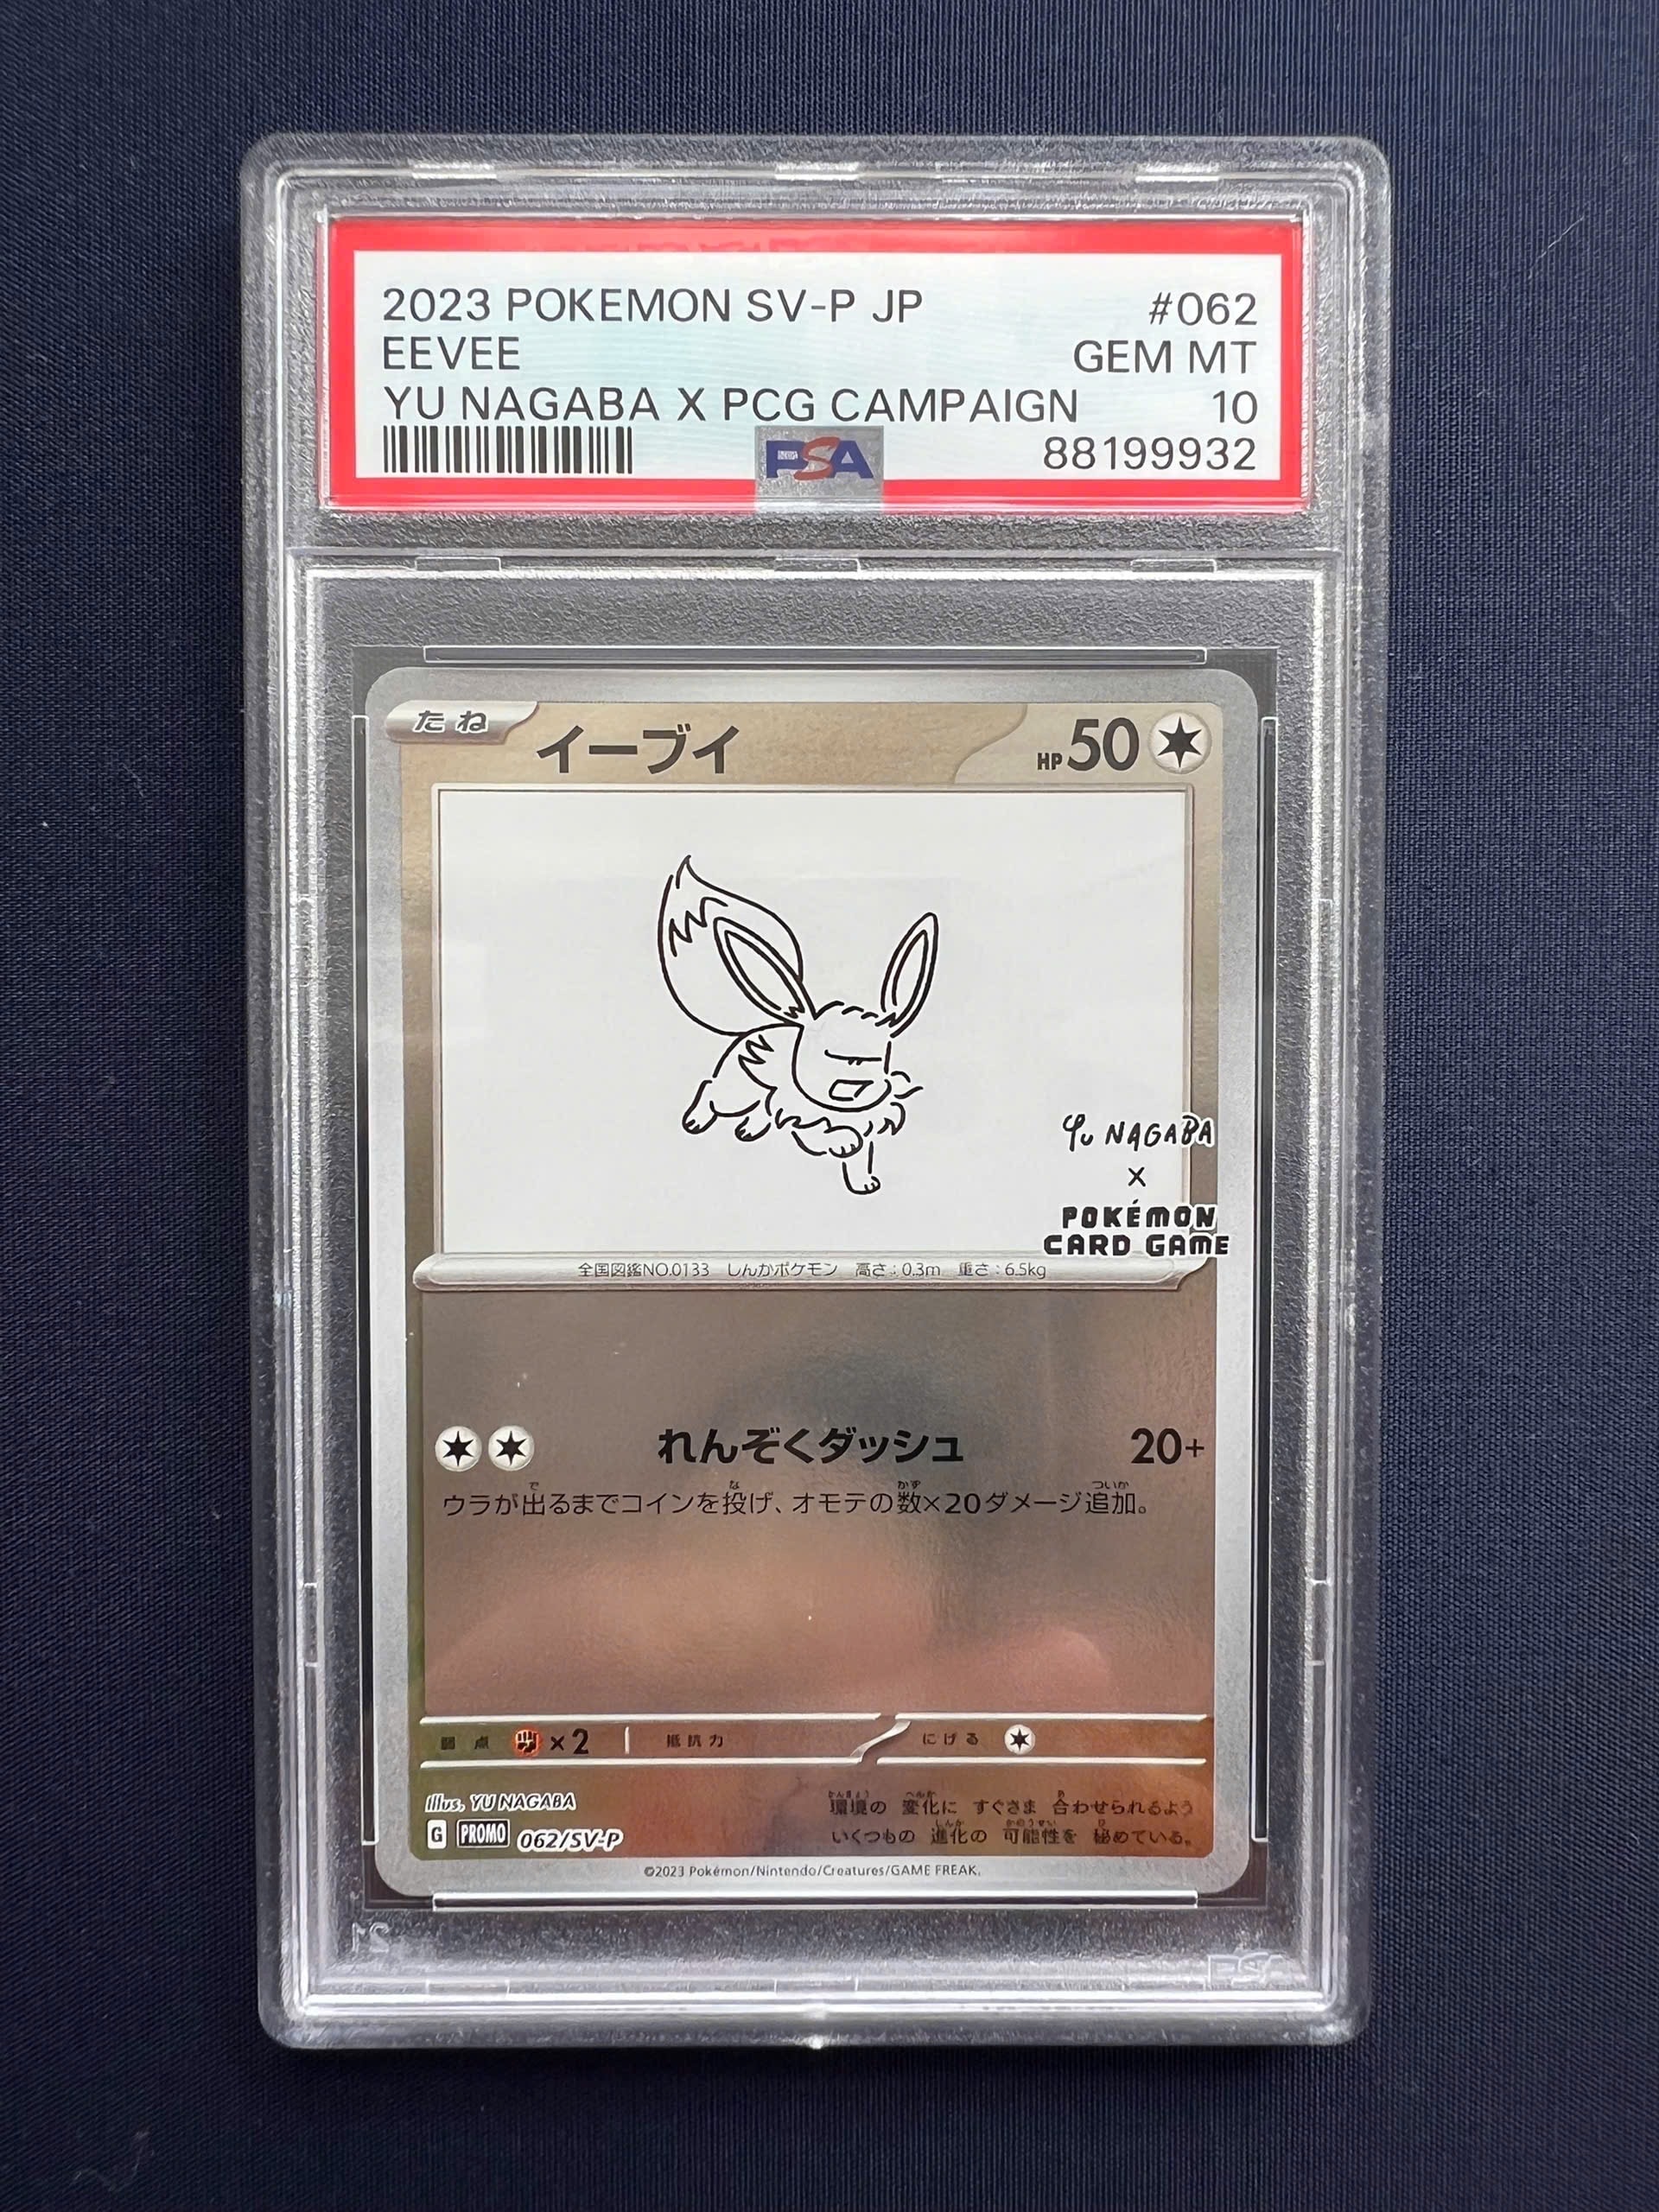 2023 POKEMON SV-P JP #062
EEVEE GEM MT
YU NAGABA X PCG CAMPAIGN 10
PSA 88199932
たね イーブイ HP 50
YU NAGABA
X
POKÉMON
CARD GAME
全国図鑑NO.0133 しんかポケモン 高さ:0.3m 重さ:6.5kg
れんぞくダッシュ 20+
ウラが出るまでコインを投げ、オモテの数×20ダメージ追加。
弱点 ×2 抵抗力 にげる
Illus. YU NAGABA
環境の 変化に すぐさま 合わせられるよう
G PROMO 062/SV-P
いくつもの 進化の 可能性を 秘めている。
©2023 Pokémon/Nintendo/Creatures/GAME FREAK.
PSA